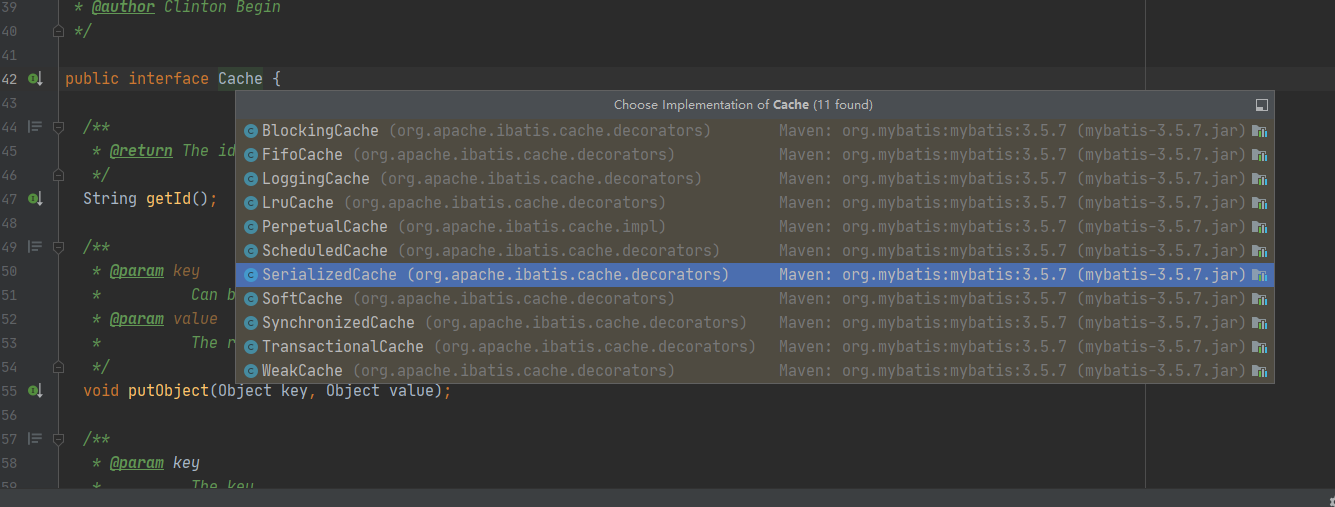 39 * @author Clinton Begin
40 */
41
42 public interface Cache {
43
Choose Implementation of Cache (11 found)
BlockingCache (org.apache.ibatis.cache.decorators) Maven: org.mybatis:mybatis:3.5.7 (mybatis-3.5.7.jar)
FifoCache (org.apache.ibatis.cache.decorators) Maven: org.mybatis:mybatis:3.5.7 (mybatis-3.5.7.jar)
LoggingCache (org.apache.ibatis.cache.decorators) Maven: org.mybatis:mybatis:3.5.7 (mybatis-3.5.7.jar)
LruCache (org.apache.ibatis.cache.decorators) Maven: org.mybatis:mybatis:3.5.7 (mybatis-3.5.7.jar)
PerpetualCache (org.apache.ibatis.cache.impl) Maven: org.mybatis:mybatis:3.5.7 (mybatis-3.5.7.jar)
ScheduledCache (org.apache.ibatis.cache.decorators) Maven: org.mybatis:mybatis:3.5.7 (mybatis-3.5.7.jar)
SerializedCache (org.apache.ibatis.cache.decorators) Maven: org.mybatis:mybatis:3.5.7 (mybatis-3.5.7.jar)
SoftCache (org.apache.ibatis.cache.decorators) Maven: org.mybatis:mybatis:3.5.7 (mybatis-3.5.7.jar)
SynchronizedCache (org.apache.ibatis.cache.decorators) Maven: org.mybatis:mybatis:3.5.7 (mybatis-3.5.7.jar)
TransactionalCache (org.apache.ibatis.cache.decorators) Maven: org.mybatis:mybatis:3.5.7 (mybatis-3.5.7.jar)
WeakCache (org.apache.ibatis.cache.decorators) Maven: org.mybatis:mybatis:3.5.7 (mybatis-3.5.7.jar)
44 /**
45 * @return The id
46 */
47 String getId();
48
49 /**
50 * @param key
51 * Can b
52 * @param value
53 * The r
54 */
55 void putObject(Object key, Object value);
56
57 /**
58 * @param key
59 * The key